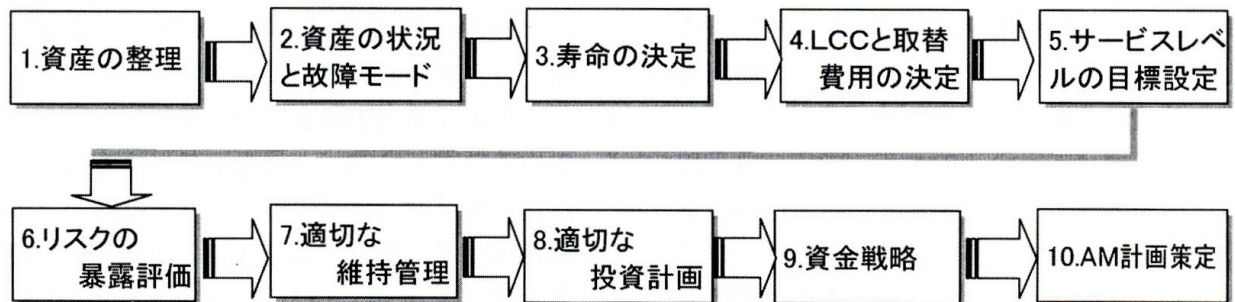 1.資産の整理
2.資産の状況
と故障モード
3.寿命の決定
4.LCCと取替
費用の決定
5.サービスレベ
ルの目標設定
6.リスクの
暴露評価
7.適切な
維持管理
8.適切な
投資計画
9.資金戦略
10.AM計画策定